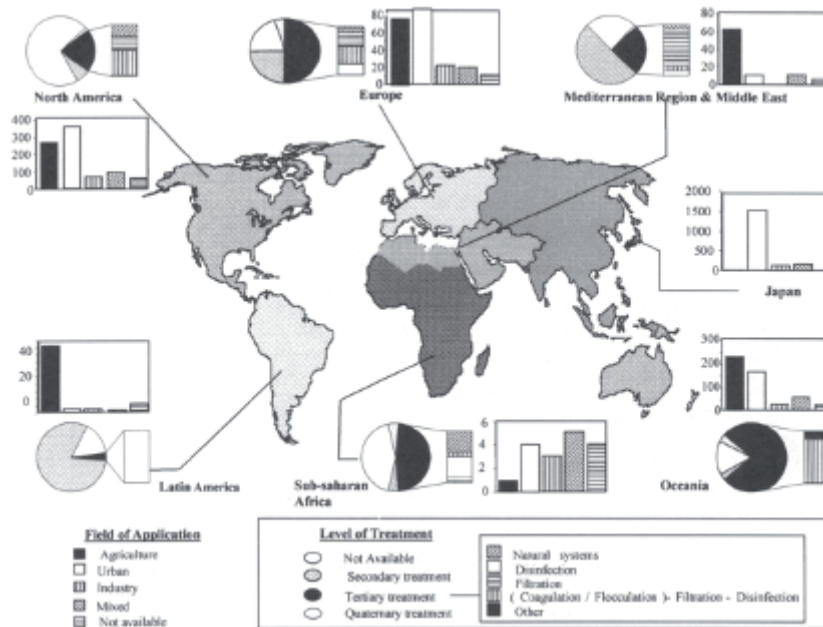 80
60
40
20
0
80
60
40
20
0
North America
Europe
Mediterranean Region & Middle East
400
300
200
100
0
2000
1500
1000
500
0
Japan
40
20
0
300
200
100
0
6
4
2
0
Latin America
Sub-saharan
Africa
Oceania
Field of Application
Agriculture
Urban
Industry
Mixed
Not available
Level of Treatment
Not Available
Secondary treatment
Tertiary treatment
Quaternary treatment
Natural systems
Disinfection
Filtration
( Coagulation / Flocculation )- Filtration - Disinfection
Other